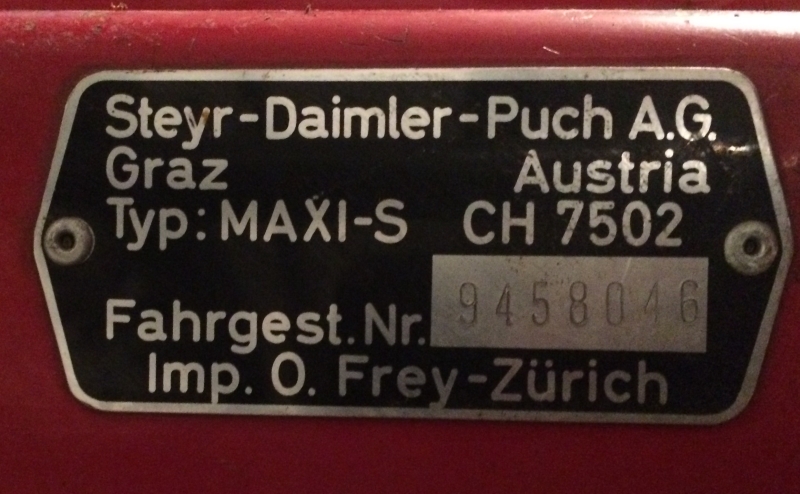 Steyr-Daimler-Puch A.G.
Graz Austria
Typ: MAXI-S CH 7502
Fahrgest. Nr. 9458046
Imp. O. Frey-Zürich